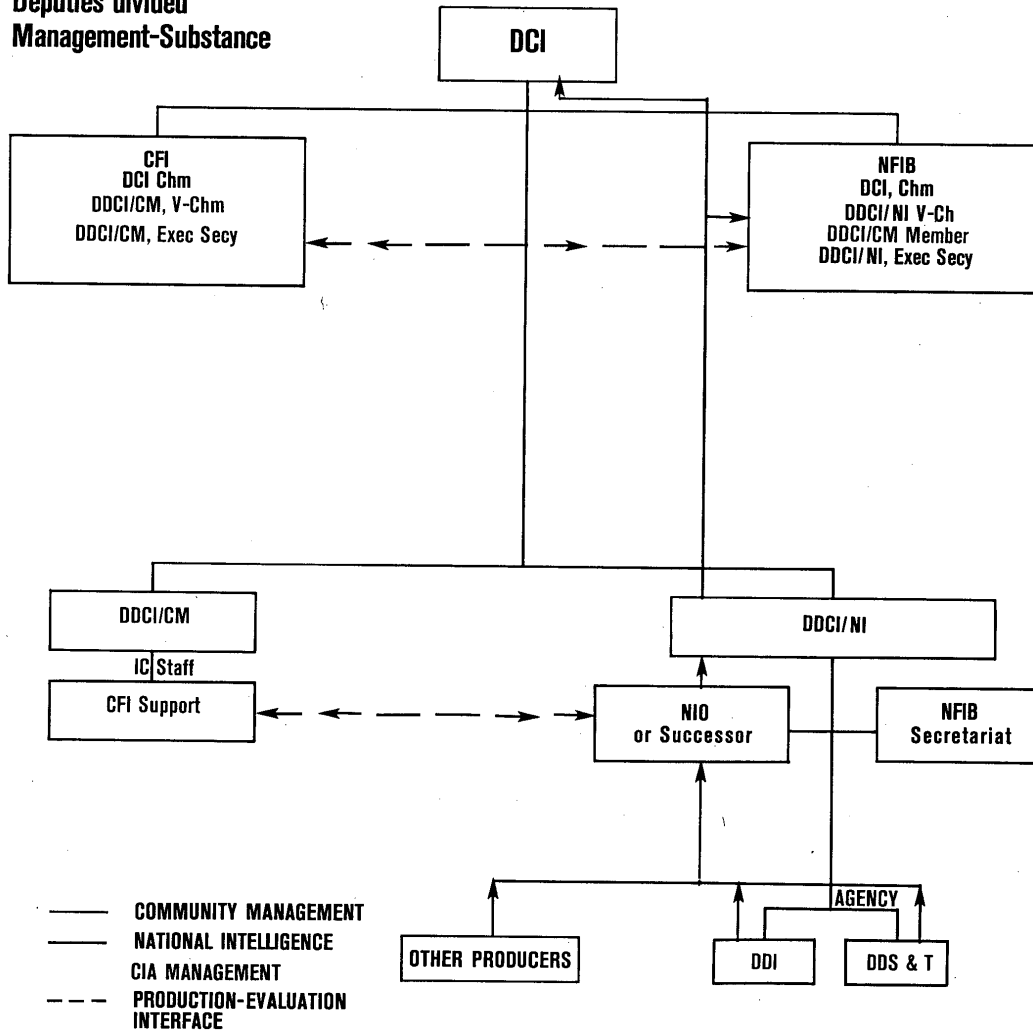 Deputies divided
Management-Substance
DCI
CFI
DCI Chm
DDCI/CM, V-Chm
DDCI/CM, Exec Secy
NFIB
DCI, Chm
DDCI/NI V-Ch
DDCI/CM Member
DDCI/NI, Exec Secy
DDCI/CM
IC Staff
CFI Support
DDCI/NI
NIO
or Successor
NFIB
Secretariat
AGENCY
OTHER PRODUCERS
DDI
DDS & T
COMMUNITY MANAGEMENT
NATIONAL INTELLIGENCE
CIA MANAGEMENT
PRODUCTION-EVALUATION
INTERFACE